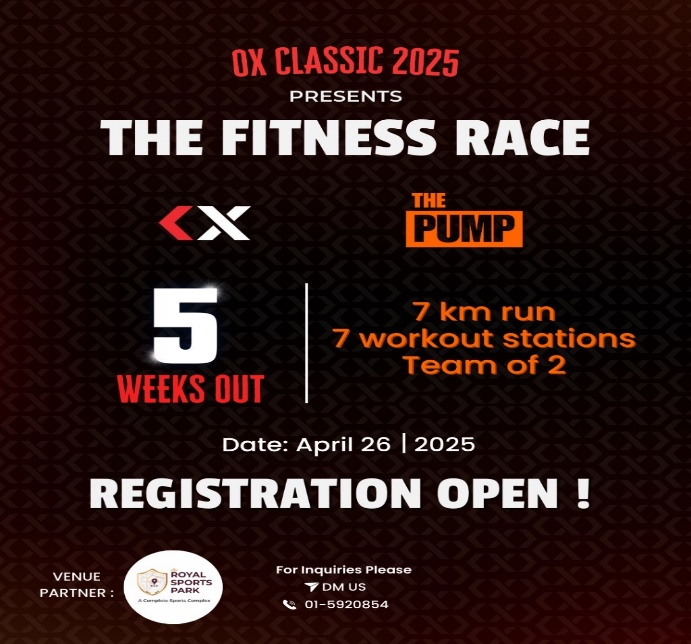 OX CLASSIC 2025
PRESENTS
THE FITNESS RACE
THE
PUMP
5
WEEKS OUT
7 km run
7 workout stations
Team of 2
Date: April 26 | 2025
REGISTRATION OPEN !
VENUE
PARTNER :
ROYAL
SPORTS
PARK
A Complete Sports Complex
For Inquiries Please
DM US
01-5920854